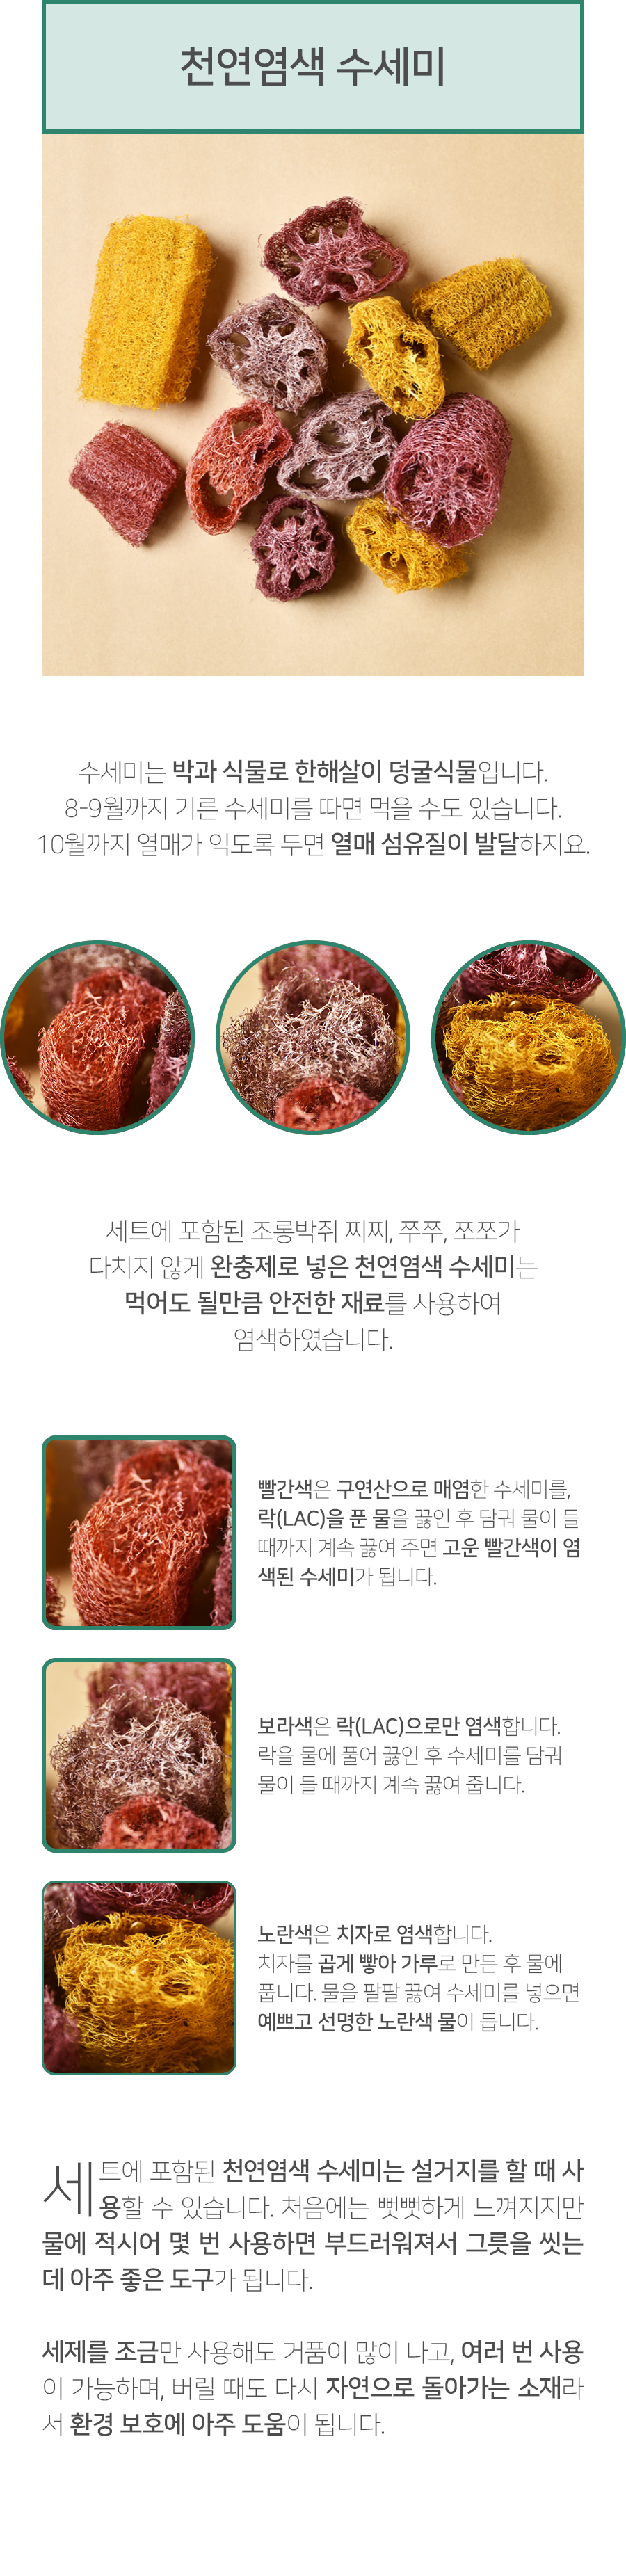 천연염색 수세미
수세미는 박과 식물로 한해살이 덩굴식물입니다.
8-9월까지 기른 수세미를 따면 먹을 수도 있습니다.
10월까지 열매가 익도록 두면 열매 섬유질이 발달하지요.
세트에 포함된 조롱박쥐 찌찌, 쭈쭈, 쪼쪼가
다치지 않게 완충제로 넣은 천연염색 수세미는
먹어도 될만큼 안전한 재료를 사용하여
염색하였습니다.
빨간색은 구연산으로 매염한 수세미를,
락(LAC)을 푼 물을 끓인 후 담궈 물이 들
때까지 계속 끓여 주면 고운 빨간색이 염
색된 수세미가 됩니다.
보라색은 락(LAC)으로만 염색합니다.
락을 물에 풀어 끓인 후 수세미를 담궈
물이 들 때까지 계속 끓여 줍니다.
노란색은 치자로 염색합니다.
치자를 곱게 빻아 가루로 만든 후 물에
풉니다. 물을 팔팔 끓여 수세미를 넣으면
예쁘고 선명한 노란색 물이 듭니다.
세트에 포함된 천연염색 수세미는 설거지를 할 때 사
용할 수 있습니다. 처음에는 뻣뻣하게 느껴지지만
물에 적시어 몇 번 사용하면 부드러워져서 그릇을 씻는
데 아주 좋은 도구가 됩니다.
세제를 조금만 사용해도 거품이 많이 나고, 여러 번 사용
이 가능하며, 버릴 때도 다시 자연으로 돌아가는 소재라
서 환경 보호에 아주 도움이 됩니다.